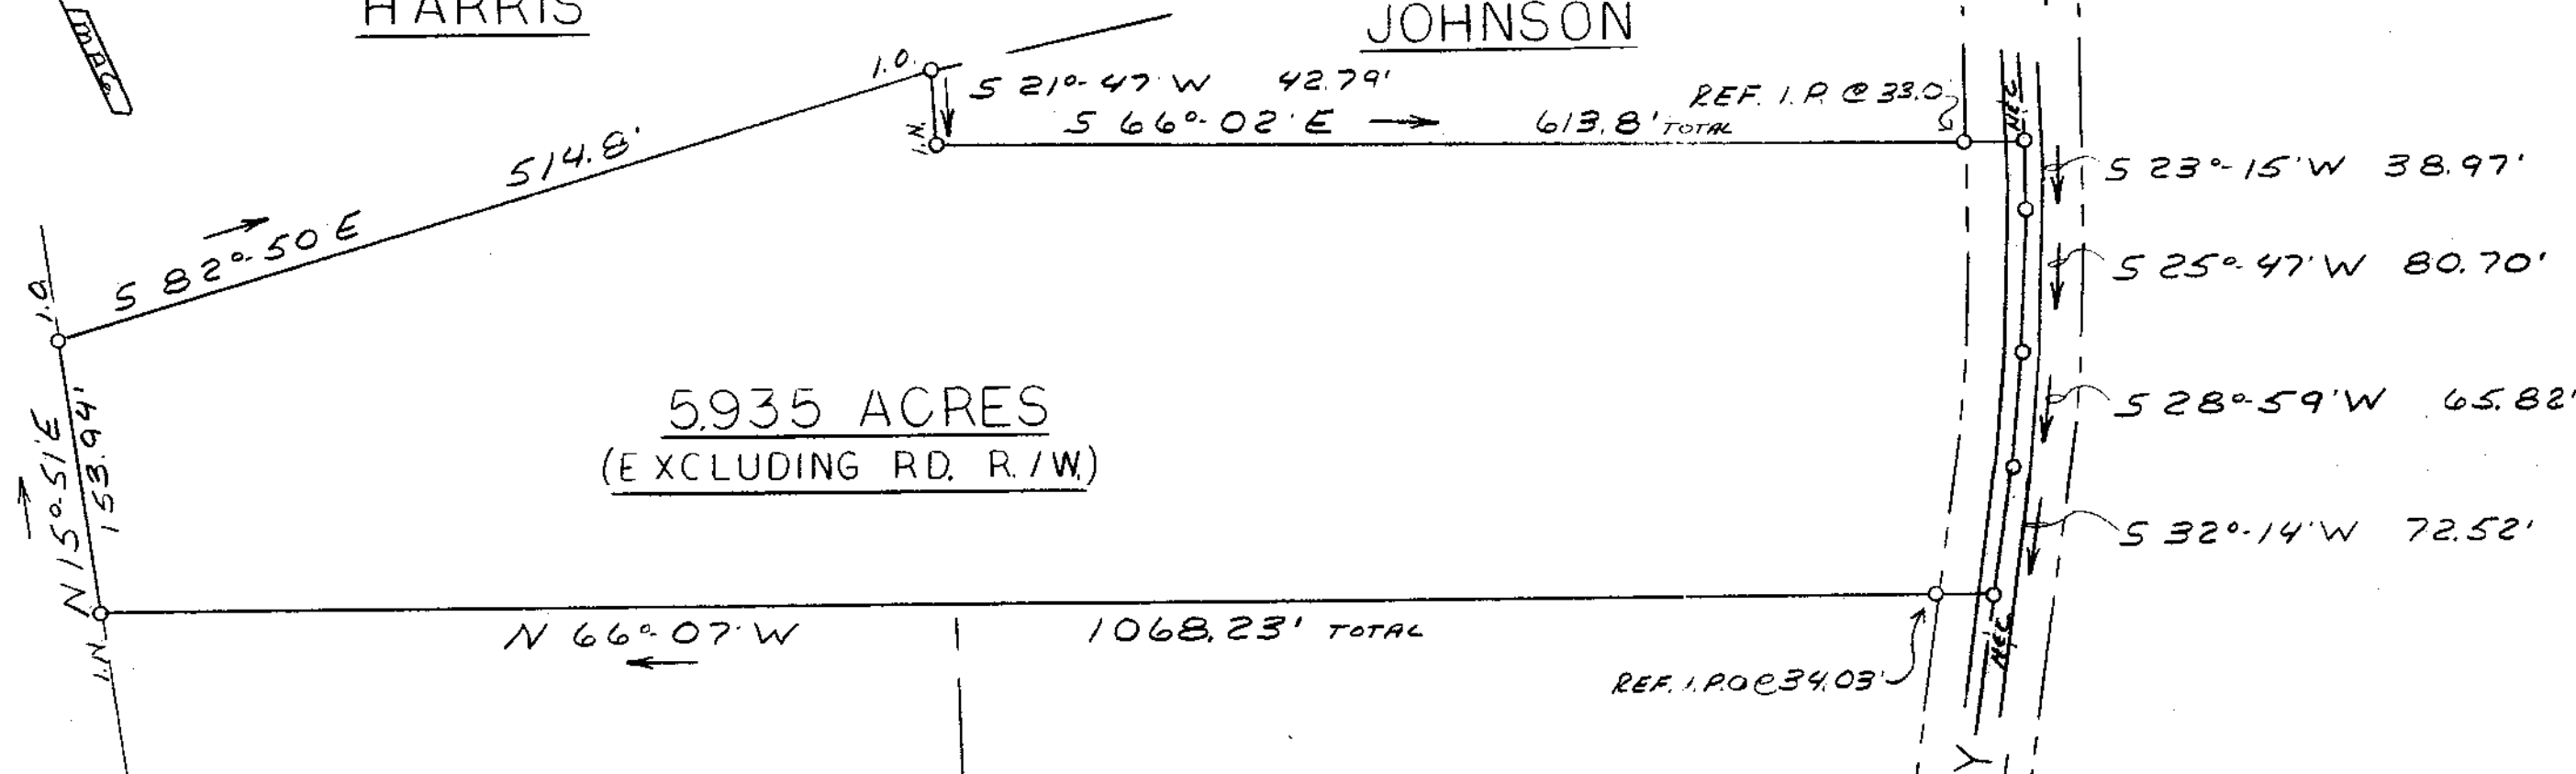 HARRIS
JOHNSON
MAG.
I.O.
S 21°-47' W 42.79'
REF. I.P. @ 33.0
S 66°-02' E 613.8' TOTAL
I.N.
514.8'
S 82°-50' E
S 23°-15' W 38.97'
S 25°-47' W 80.70'
I.O.
5.935 ACRES
(EXCLUDING RD. R./W.)
N 15°-51' E
153.94'
S 28°-59' W 65.82'
S 32°-14' W 72.52'
N 66°-07' W 1068.23' TOTAL
I.N.
REF. I.P.O @ 34.03'
Y